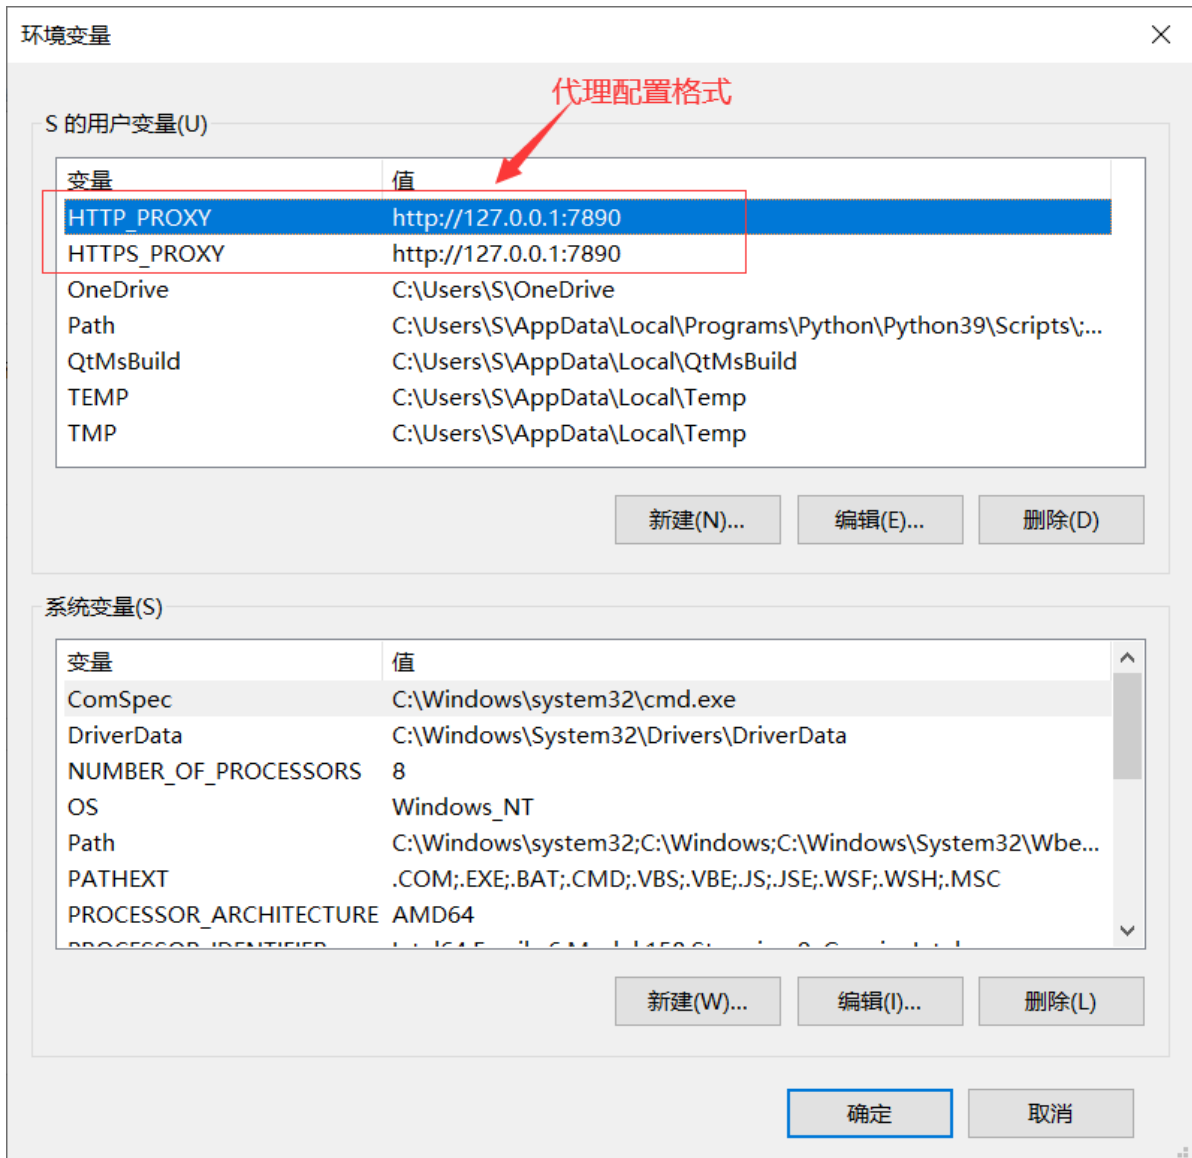 环境变量
代理配置格式
S 的用户变量(U)
变量 值
HTTP_PROXY http://127.0.0.1:7890
HTTPS_PROXY http://127.0.0.1:7890
OneDrive C:\Users\S\OneDrive
Path C:\Users\S\AppData\Local\Programs\Python\Python39\Scripts\;...
QtMsBuild C:\Users\S\AppData\Local\QtMsBuild
TEMP C:\Users\S\AppData\Local\Temp
TMP C:\Users\S\AppData\Local\Temp
新建(N)... 编辑(E)... 删除(D)
系统变量(S)
变量 值
ComSpec C:\Windows\system32\cmd.exe
DriverData C:\Windows\System32\Drivers\DriverData
NUMBER_OF_PROCESSORS 8
OS Windows_NT
Path C:\Windows\system32;C:\Windows;C:\Windows\System32\Wbe...
PATHEXT .COM;.EXE;.BAT;.CMD;.VBS;.VBE;.JS;.JSE;.WSF;.WSH;.MSC
PROCESSOR_ARCHITECTURE AMD64
新建(W)... 编辑(I)... 删除(L)
确定 取消